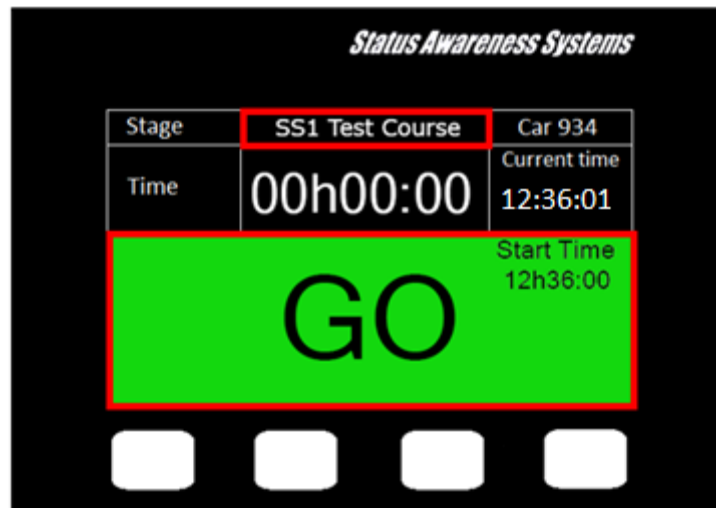 Status Awareness Systems
Stage SS1 Test Course Car 934
Time 00h00:00 Current time
12:36:01
Start Time
12h36:00
GO